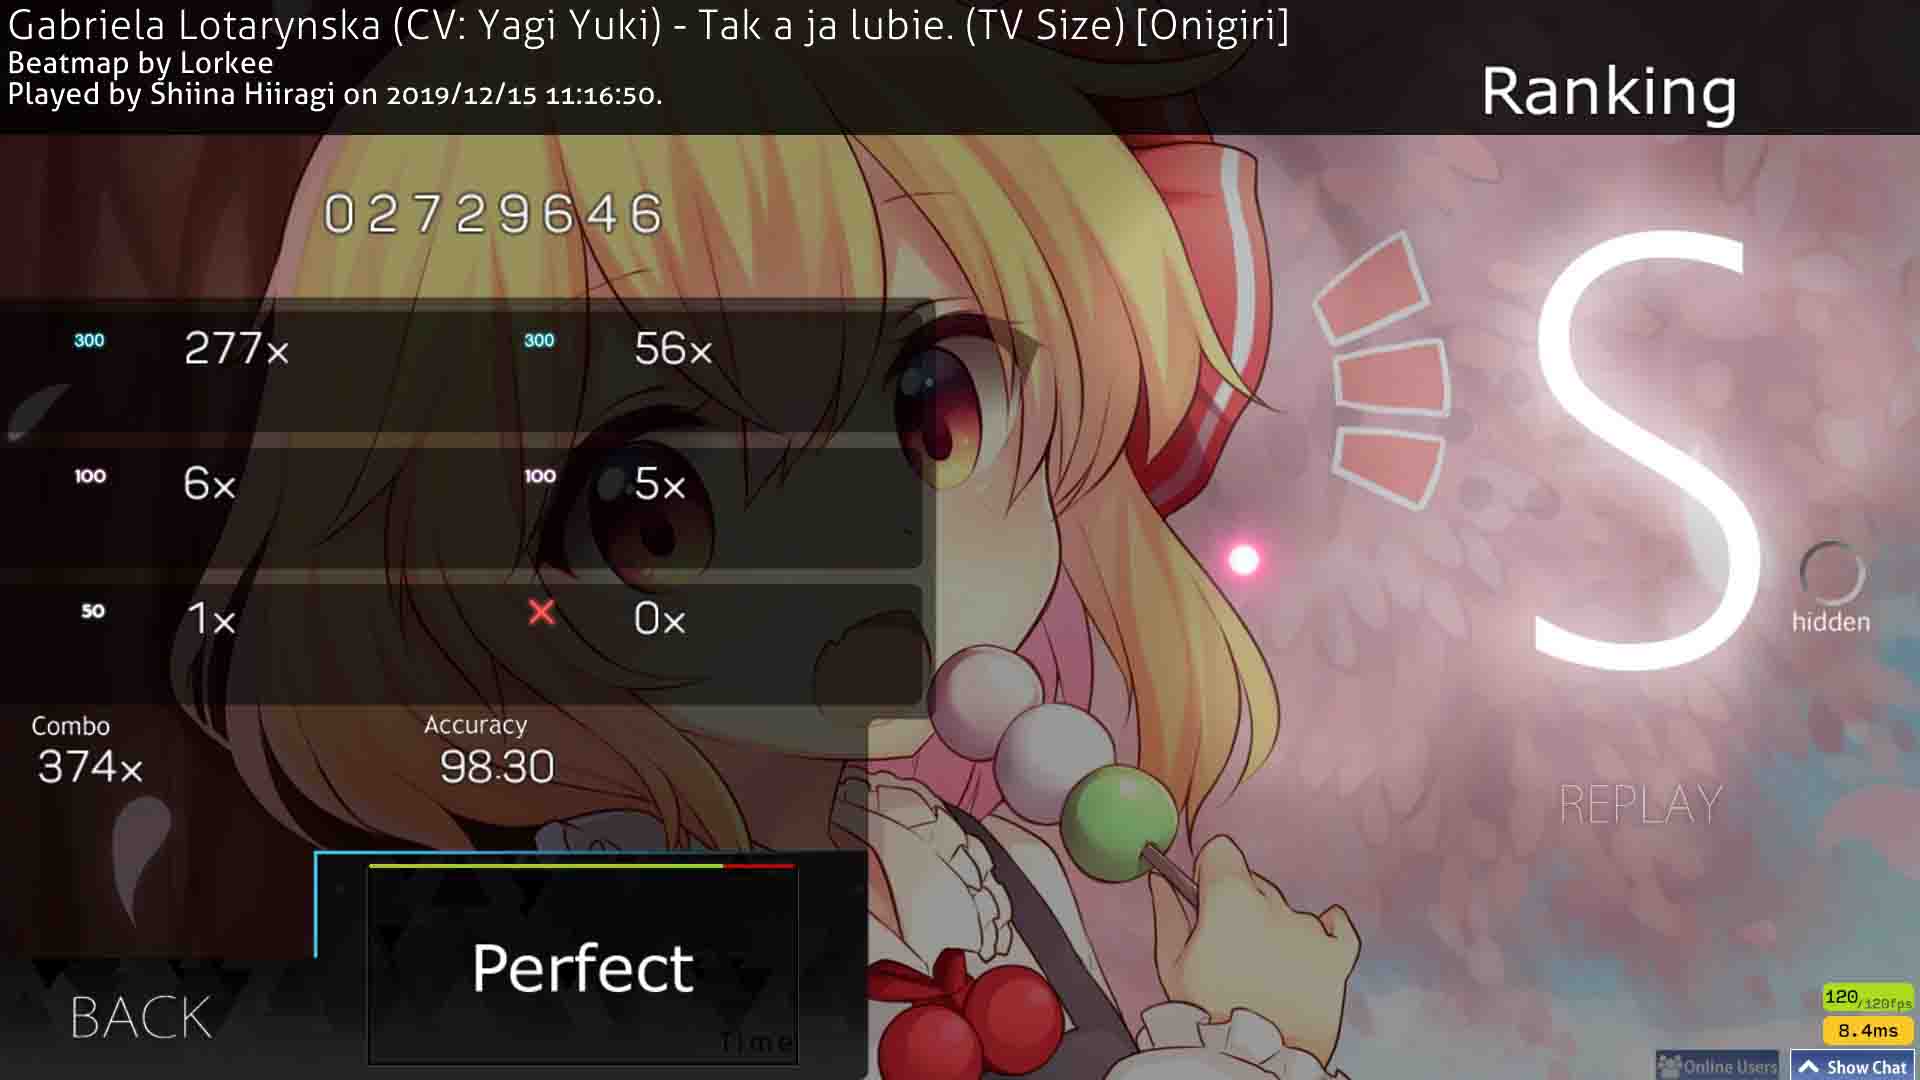 Gabriela Lotarynska (CV: Yagi Yuki) - Tak a ja lubie. (TV Size) [Onigiri]
Beatmap by Lorkee
Played by Shiina Hiiragi on 2019/12/15 11:16:50.
Ranking
02729646
300 277x 300 56x
100 6x 100 5x
50 1x 0x
Combo Accuracy
374x 98.30
S
hidden
REPLAY
Perfect
Time
BACK
120/120fps
8.4ms
Online Users
Show Chat